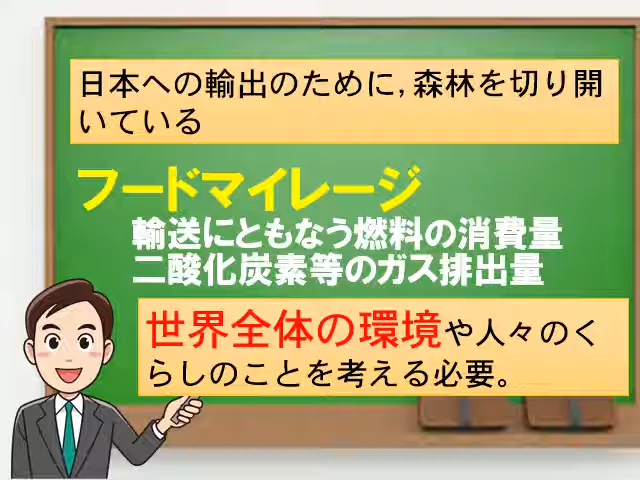 日本への輸出のために,森林を切り開
いている
フードマイレージ
輸送にともなう燃料の消費量
二酸化炭素等のガス排出量
世界全体の環境や人々のく
らしのことを考える必要。